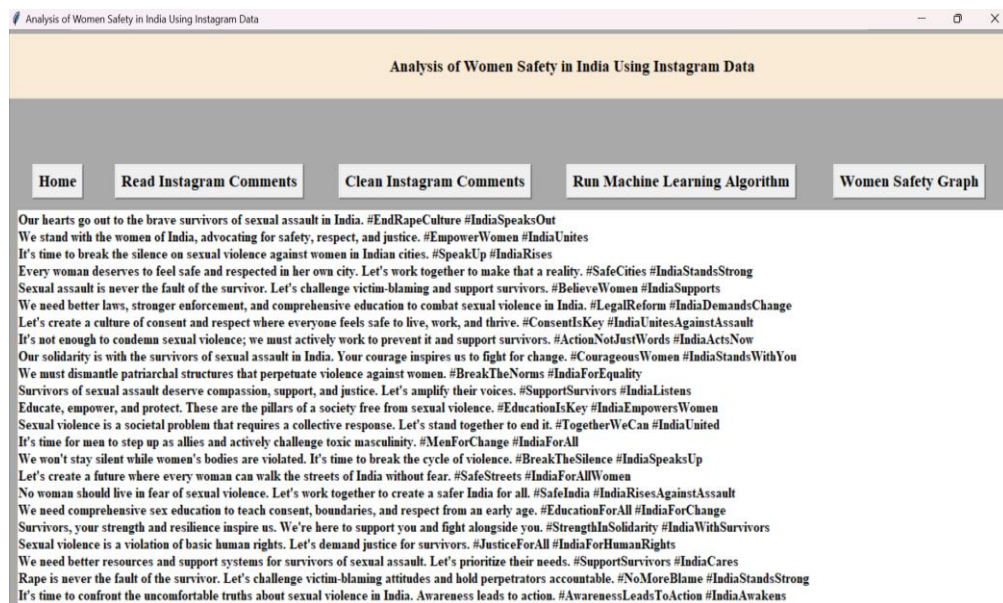 Analysis of Women Safety in India Using Instagram Data
Analysis of Women Safety in India Using Instagram Data
Home Read Instagram Comments Clean Instagram Comments Run Machine Learning Algorithm Women Safety Graph
Our hearts go out to the brave survivors of sexual assault in India. #EndRapeCulture #IndiaSpeaksOut
We stand with the women of India, advocating for safety, respect, and justice. #EmpowerWomen #IndiaUnites
It's time to break the silence on sexual violence against women in Indian cities. #SpeakUp #IndiaRises
Every woman deserves to feel safe and respected in her own city. Let's work together to make that a reality. #SafeCities #IndiaStandsStrong
Sexual assault is never the fault of the survivor. Let's challenge victim-blaming and support survivors. #BelieveWomen #IndiaSupports
We need better laws, stronger enforcement, and comprehensive education to combat sexual violence in India. #LegalReform #IndiaDemandsChange
Let's create a culture of consent and respect where everyone feels safe to live, work, and thrive. #ConsentIsKey #IndiaUnitesAgainstAssault
It's not enough to condemn sexual violence; we must actively work to prevent it and support survivors. #ActionNotJustWords #IndiaActsNow
Our solidarity is with the survivors of sexual assault in India. Your courage inspires us to fight for change. #CourageousWomen #IndiaStandsWithYou
We must dismantle patriarchal structures that perpetuate violence against women. #BreakTheNorms #IndiaForEquality
Survivors of sexual assault deserve compassion, support, and justice. Let's amplify their voices. #SupportSurvivors #IndiaListens
Educate, empower, and protect. These are the pillars of a society free from sexual violence. #EducationIsKey #IndiaEmpowersWomen
Sexual violence is a societal problem that requires a collective response. Let's stand together to end it. #TogetherWeCan #IndiaUnited
It's time for men to step up as allies and actively challenge toxic masculinity. #MenForChange #IndiaForAll
We won't stay silent while women's bodies are violated. It's time to break the cycle of violence. #BreakTheSilence #IndiaSpeaksUp
Let's create a future where every woman can walk the streets of India without fear. #SafeStreets #IndiaForAllWomen
No woman should live in fear of sexual violence. Let's work together to create a safer India for all. #SafeIndia #IndiaRisesAgainstAssault
We need comprehensive sex education to teach consent, boundaries, and respect from an early age. #EducationForAll #IndiaForChange
Survivors, your strength and resilience inspire us. We're here to support you and fight alongside you. #StrengthInSolidarity #IndiaWithSurvivors
Sexual violence is a violation of basic human rights. Let's demand justice for survivors. #JusticeForAll #IndiaForHumanRights
We need better resources and support systems for survivors of sexual assault. Let's prioritize their needs. #SupportSurvivors #IndiaCares
Rape is never the fault of the survivor. Let's challenge victim-blaming attitudes and hold perpetrators accountable. #NoMoreBlame #IndiaStandsStrong
It's time to confront the uncomfortable truths about sexual violence in India. Awareness leads to action. #AwarenessLeadsToAction #IndiaAwakens